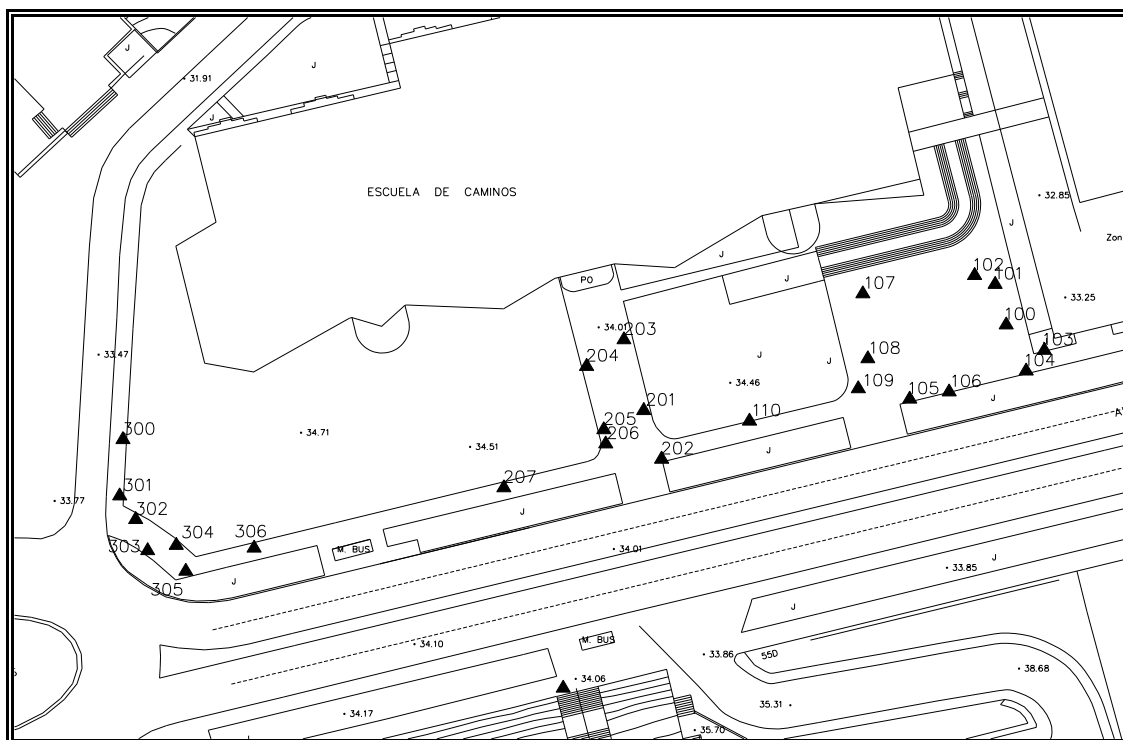 J
31.91
J
J
ESCUELA DE CAMINOS
32.85
J
Zon
J
102
101
PO
J
107
33.25
100
34.01
203
33.47
J
J
108
103
204
104
34.46
109
106
105
201
J
110
205
300
34.71
206
34.51
J
202
A
207
301
33.77
302
J
304
306
303
M. BUS
34.01
J
33.85
305
J
J
34.10
M. BUS
33.86
55D
38.68
34.06
35.31
34.17
35.70